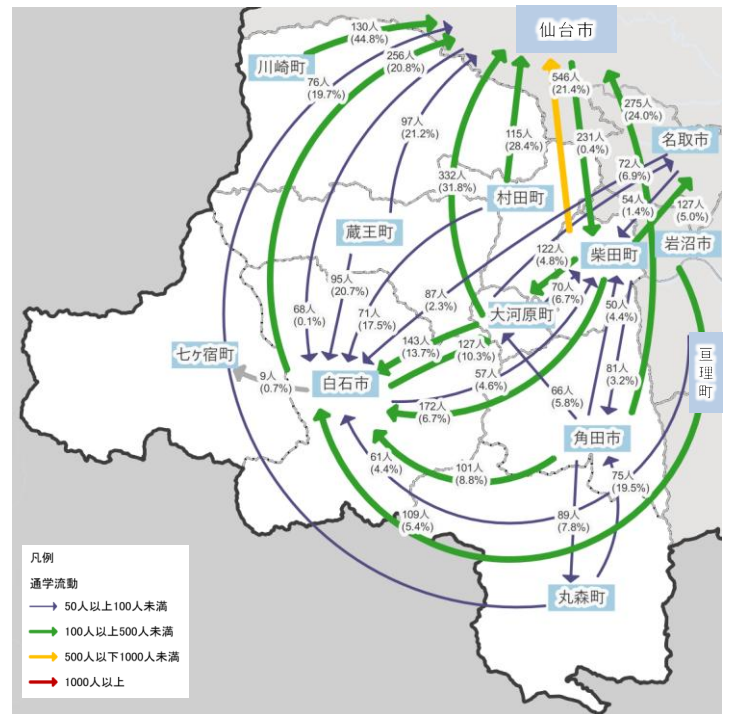 仙台市
130人
(44.8%)
256人
(20.8%)
川崎町
76人
(19.7%)
546人
(21.4%)
275人
(24.0%)
97人
(21.2%)
115人
(28.4%)
231人
(0.4%)
名取市
72人
(6.9%)
332人
(31.8%)
村田町
54人
(1.4%)
127人
(5.0%)
蔵王町
柴田町
岩沼市
122人
(4.8%)
95人
(20.7%)
87人
(2.3%)
70人
(6.7%)
50人
(4.4%)
68人
(0.1%)
71人
(17.5%)
大河原町
七ヶ宿町
143人
(13.7%)
127人
(10.3%)
亘理町
9人
(0.7%)
白石市
57人
(4.6%)
81人
(3.2%)
66人
(5.8%)
172人
(6.7%)
角田市
61人
(4.4%)
101人
(8.8%)
75人
(19.5%)
109人
(5.4%)
89人
(7.8%)
丸森町
凡例
通学流動
50人以上100人未満
100人以上500人未満
500人以下1000人未満
1000人以上